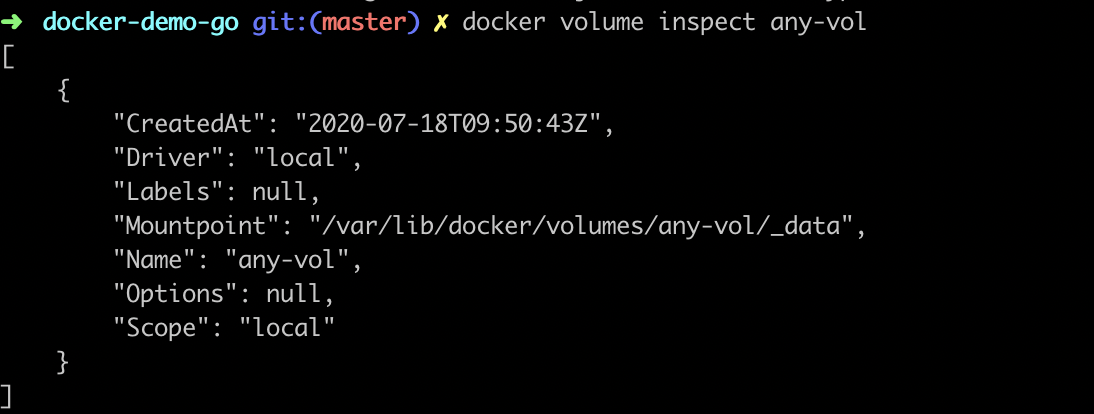 ➜ docker-demo-go git:(master) ✗ docker volume inspect any-vol
[
    {
        "CreatedAt": "2020-07-18T09:50:43Z",
        "Driver": "local",
        "Labels": null,
        "Mountpoint": "/var/lib/docker/volumes/any-vol/_data",
        "Name": "any-vol",
        "Options": null,
        "Scope": "local"
    }
]